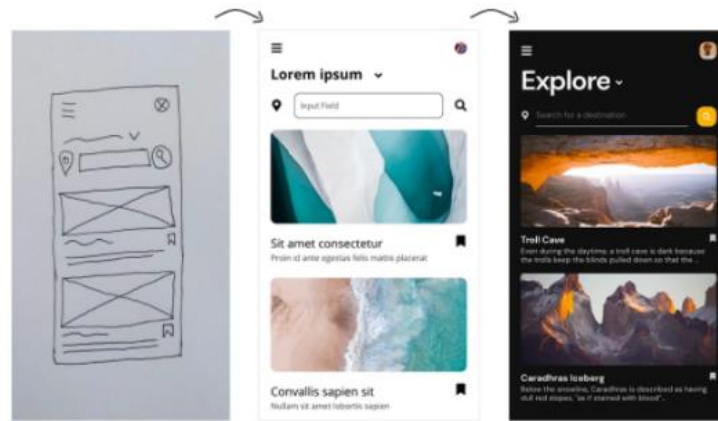 Lorem ipsum
Input Field
Sit amet consectetur
Proin id ante egestas felis mattis placerat
Convallis sapien sit
Nullam sit amet lobortis sapien
Explore
Search for a destination
Troll Cave
Even during the daytime, a troll cave is dark because
the trolls keep the blinds pulled down so that the ...
Caradhras Iceberg
Below the snowline, Caradhras is described as having
dull red slopes, "as if stained with blood"..